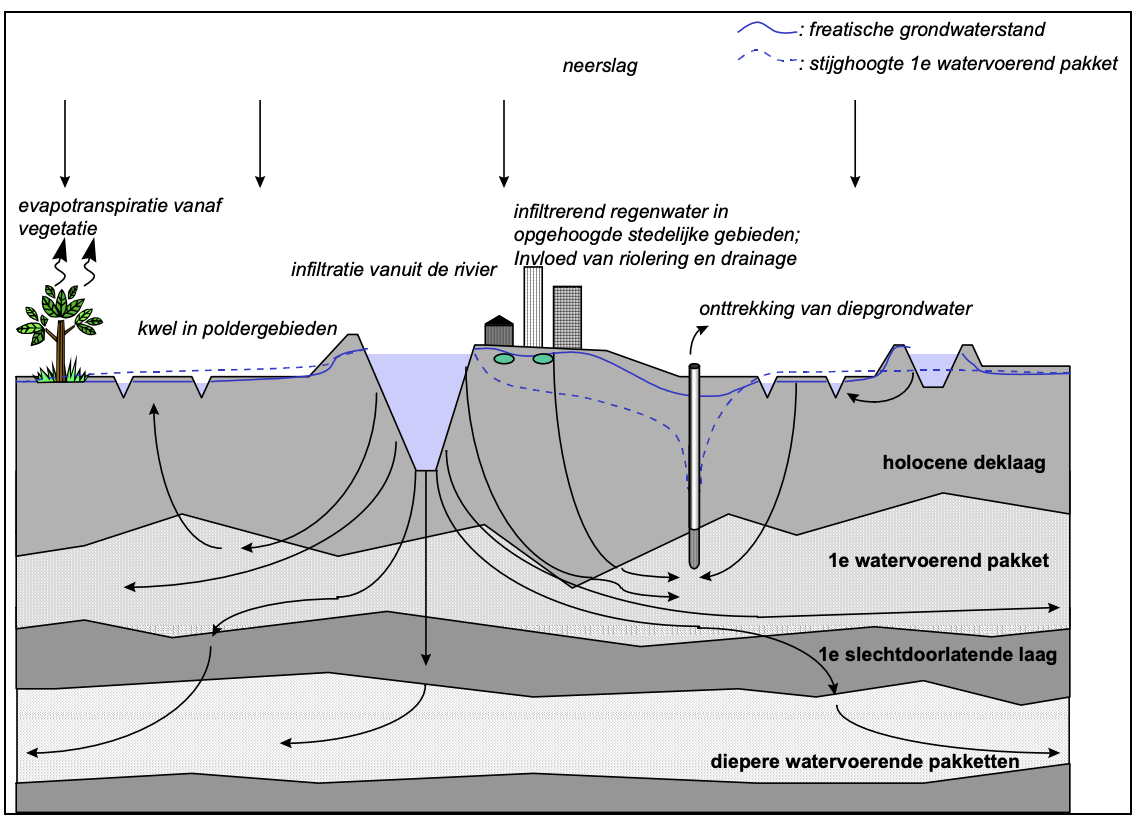 : freatische grondwaterstand
: stijghoogte 1e watervoerend pakket
neerslag
evapotranspiratie vanaf
vegetatie
infiltrerend regenwater in
opgehoogde stedelijke gebieden;
Invloed van riolering en drainage
infiltratie vanuit de rivier
onttrekking van diepgrondwater
kwel in poldergebieden
holocene deklaag
1e watervoerend pakket
1e slechtdoorlatende laag
diepere watervoerende pakketten